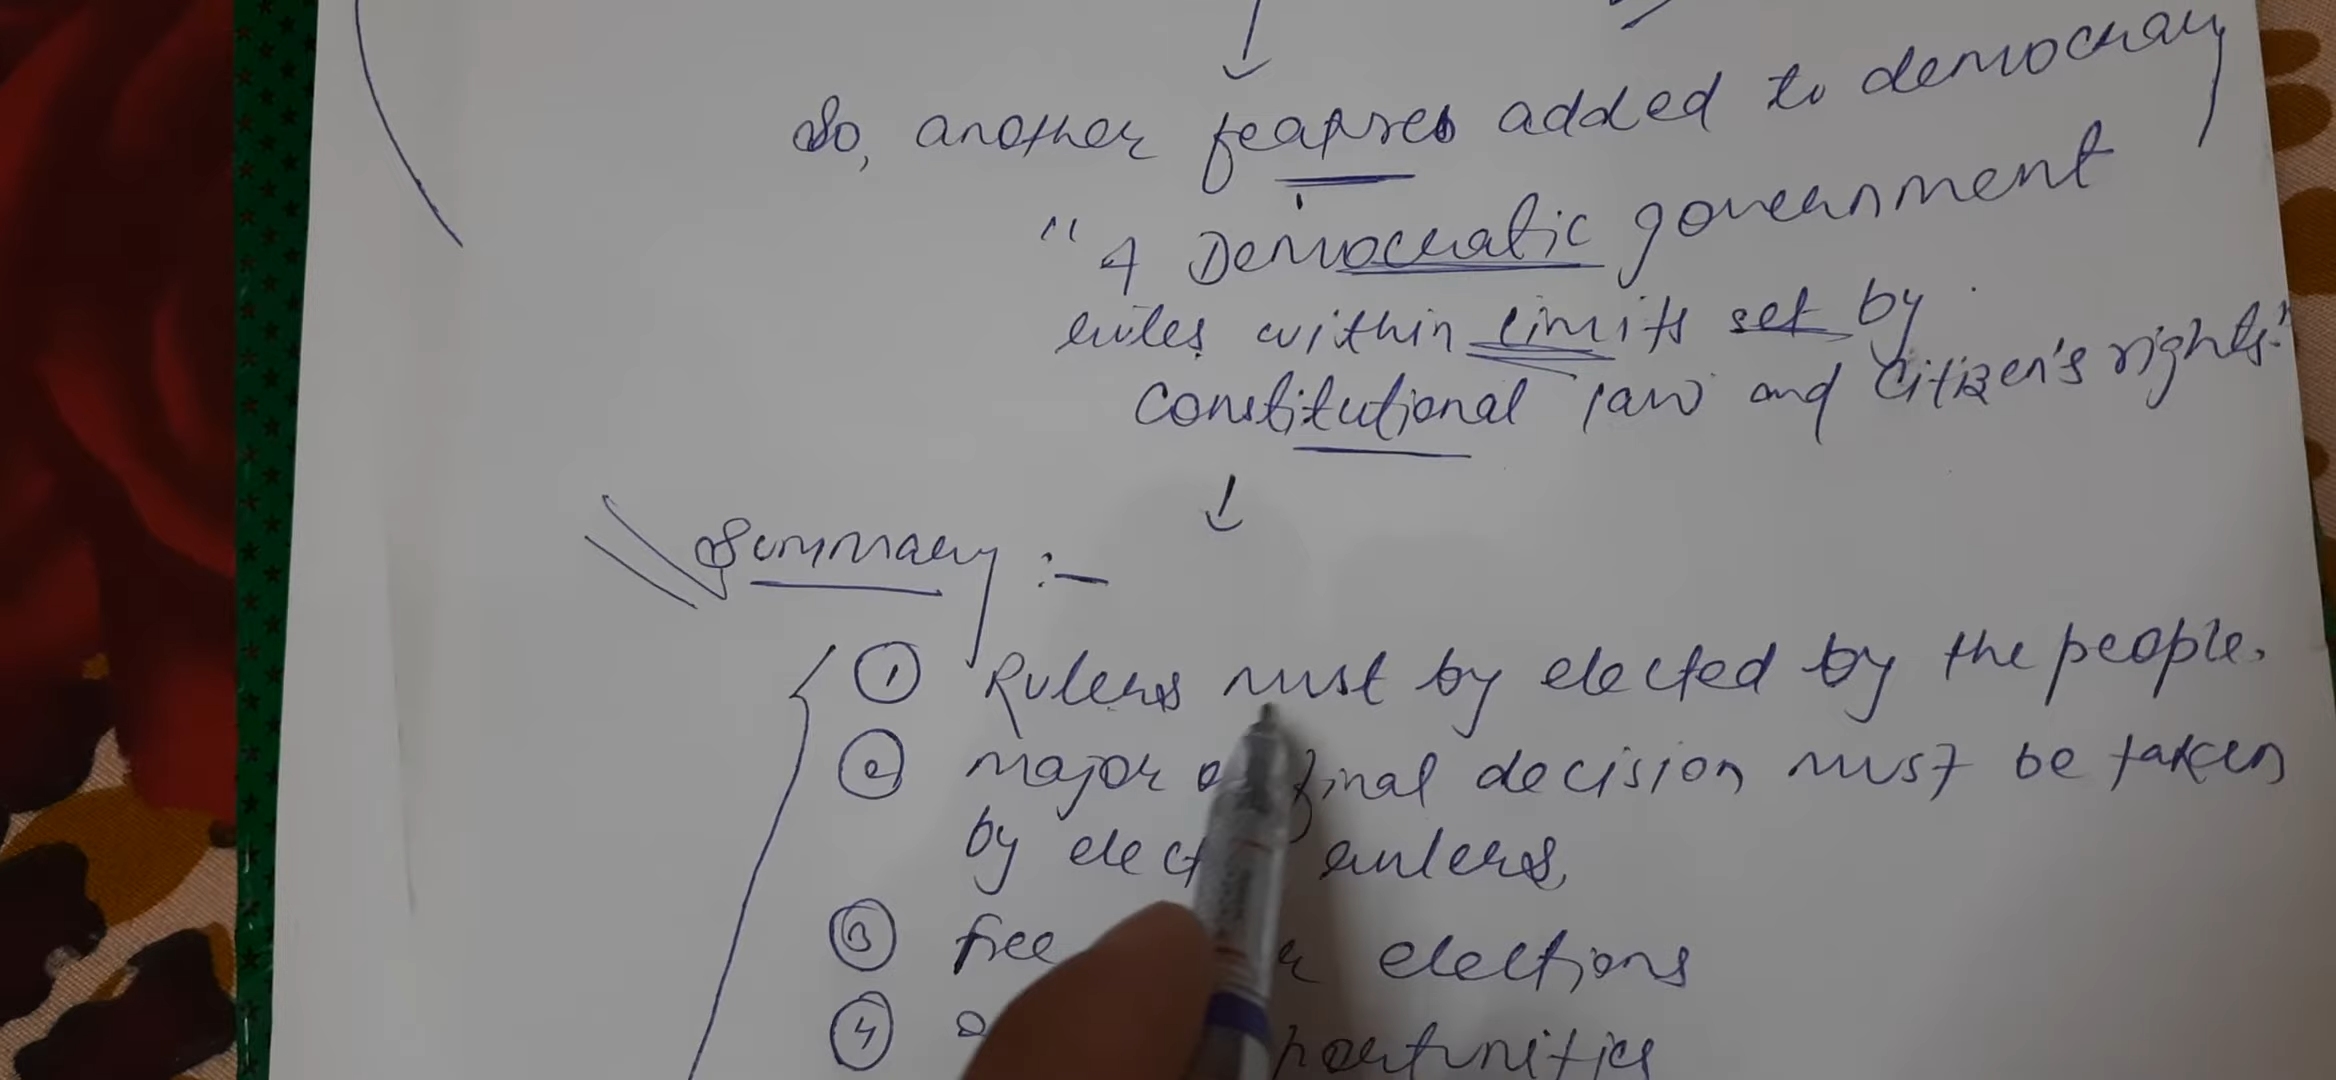 So, another features added to democracy
"A Democratic government
rules within limits set by
constitutional law and citizen's rights."
Summary :-
① Rulers must by elected by the people.
② major final decision must be taken
by rulers,
③ free elections
④